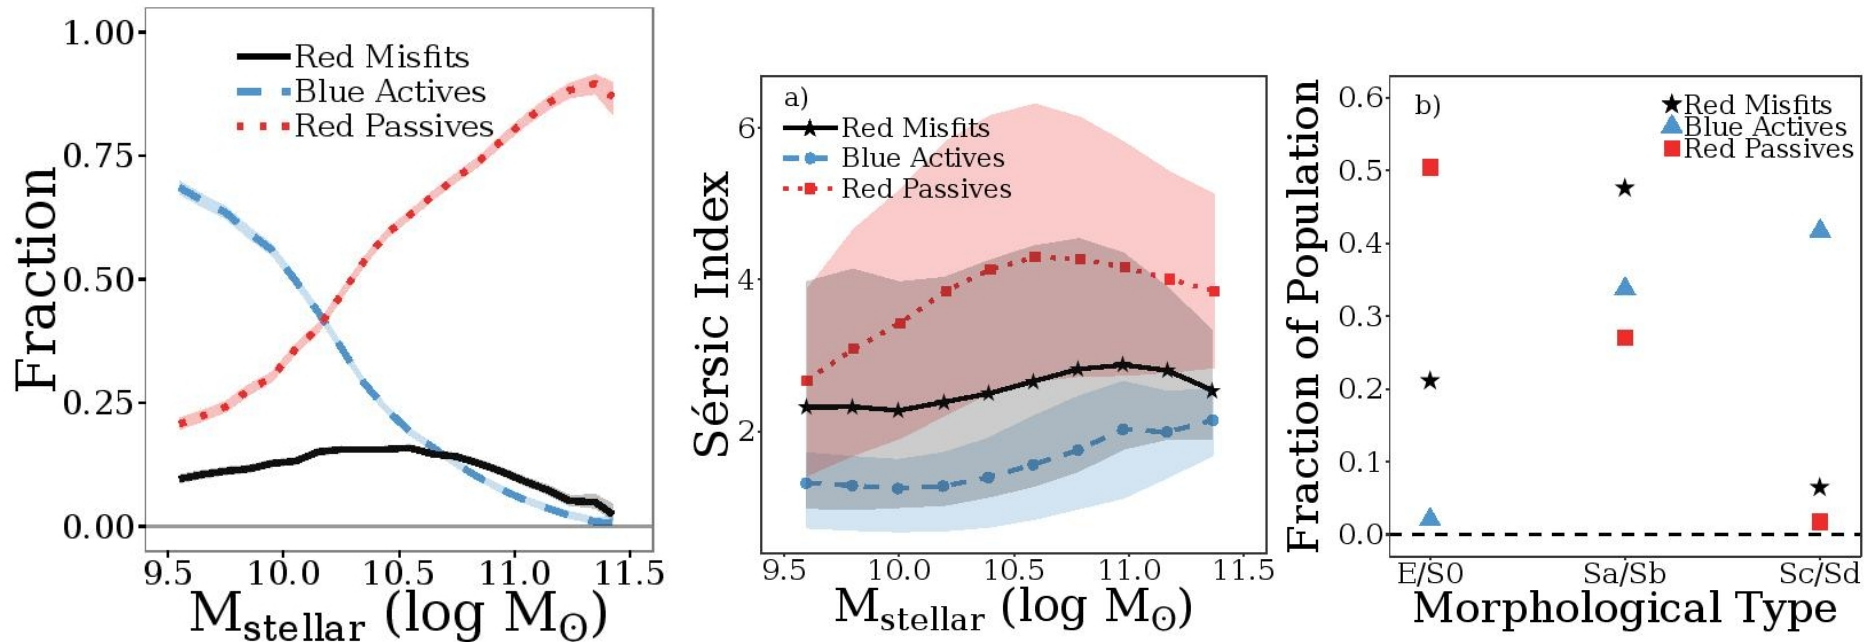 1.00
0.75
0.50
0.25
0.00
Fraction
Red Misfits
Blue Actives
Red Passives
9.5 10.0 10.5 11.0 11.5
M_stellar (log M_⊙)
a)
Red Misfits
Blue Actives
Red Passives
6
4
2
Sérsic Index
9.5 10.0 10.5 11.0 11.5
M_stellar (log M_⊙)
b)
Red Misfits
Blue Actives
Red Passives
0.6
0.5
0.4
0.3
0.2
0.1
0.0
Fraction of Population
E/S0 Sa/Sb Sc/Sd
Morphological Type